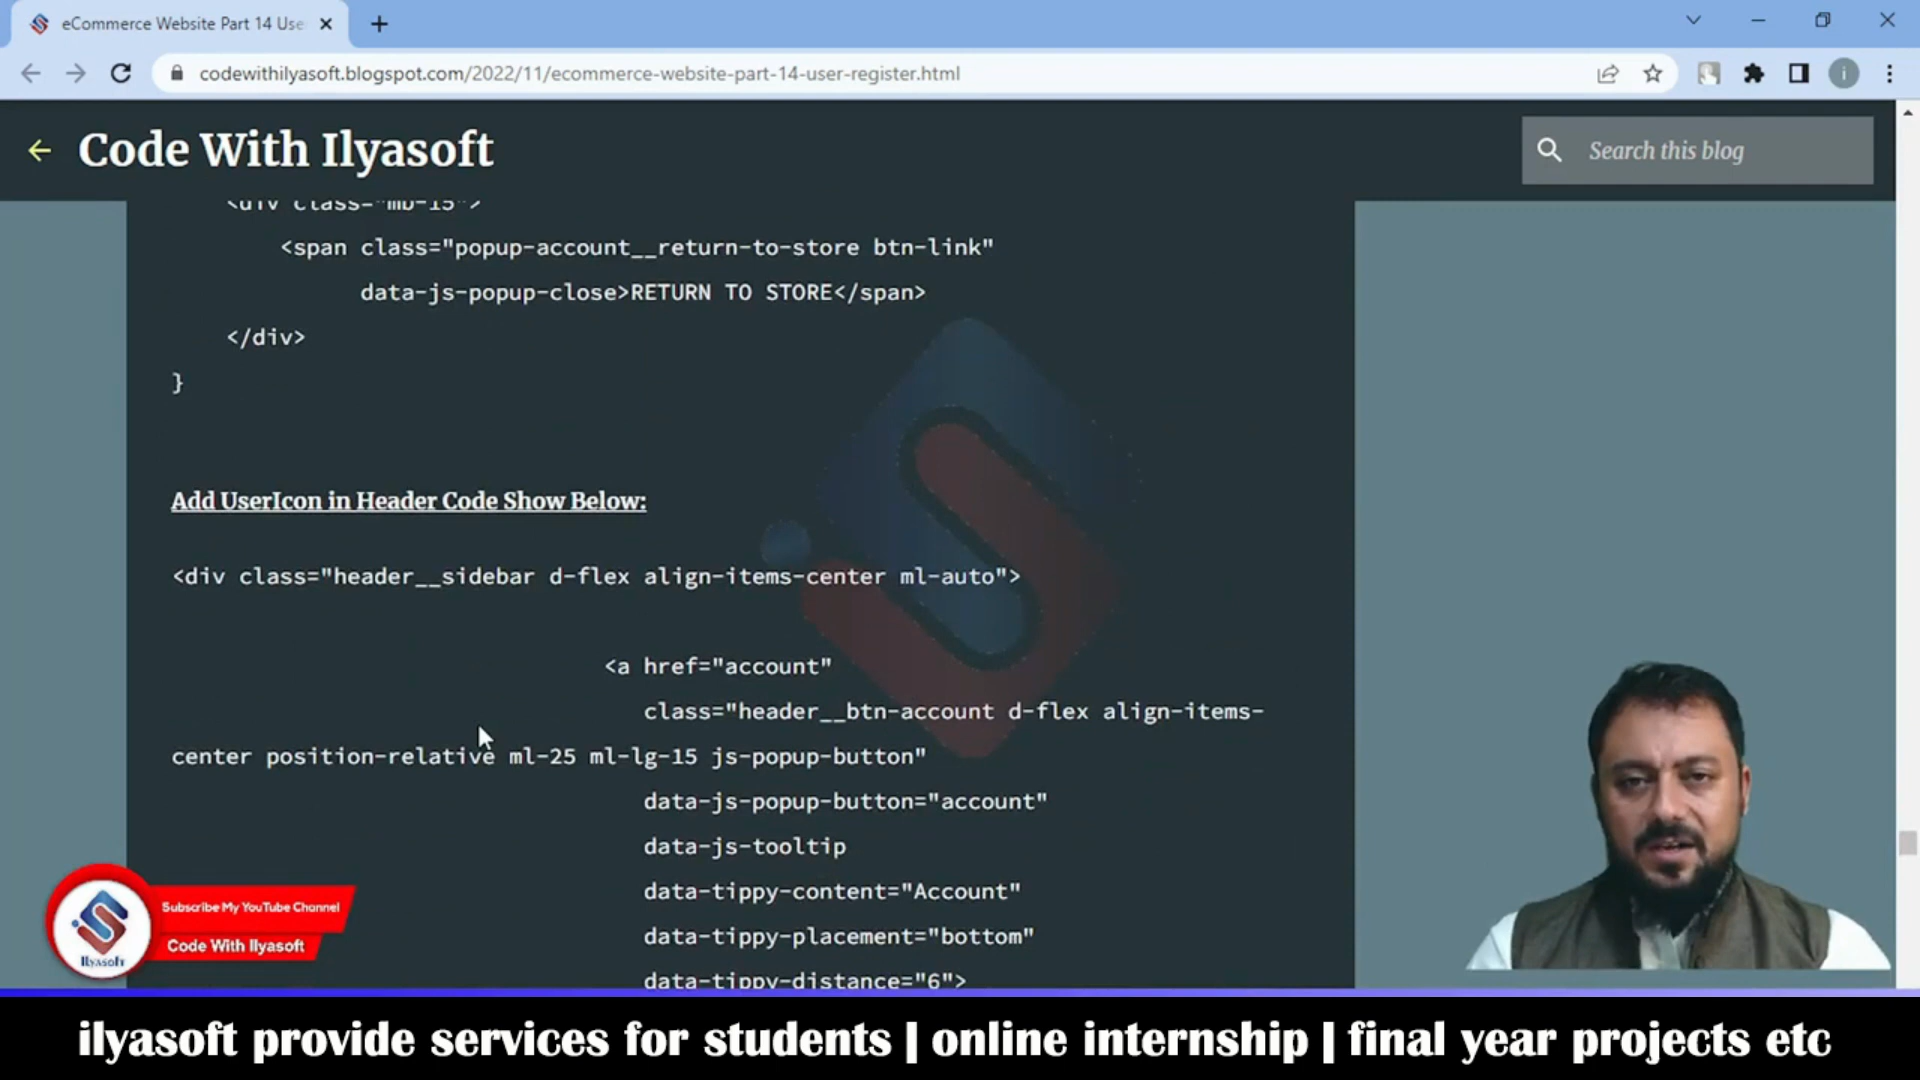 eCommerce Website Part 14 Use
codewithilyasoft.blogspot.com/2022/11/ecommerce-website-part-14-user-register.html
i
Code With Ilyasoft
Search this blog
<div class="mb-15">
<span class="popup-account__return-to-store btn-link"
data-js-popup-close>RETURN TO STORE</span>
</div>
}
Add UserIcon in Header Code Show Below:
<div class="header__sidebar d-flex align-items-center ml-auto">
<a href="account"
class="header__btn-account d-flex align-items-
center position-relative ml-25 ml-lg-15 js-popup-button"
data-js-popup-button="account"
data-js-tooltip
data-tippy-content="Account"
data-tippy-placement="bottom"
data-tippy-distance="6">
Subscribe My YouTube Channel
Code With Ilyasoft
Ilyasoft
ilyasoft provide services for students | online internship | final year projects etc